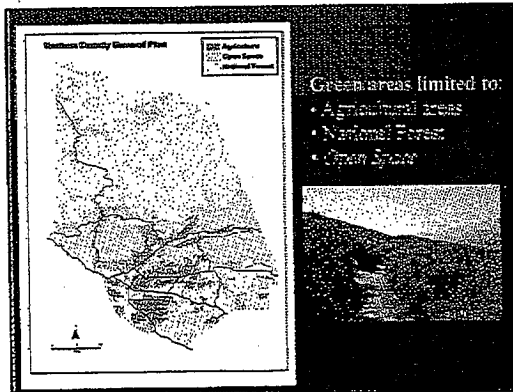 Ventura County General Plan
Agriculture
Open Space
National Forest
Green areas limited to:
• Agricultural areas
• National Forest
• Open Space